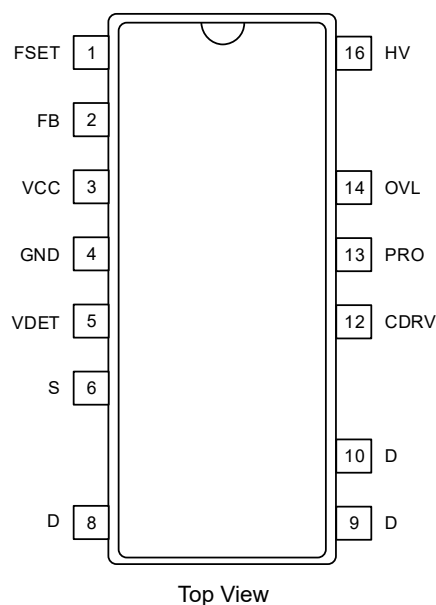 FSET 1 16 HV
FB 2
VCC 3 14 OVL
GND 4 13 PRO
VDET 5 12 CDRV
S 6
10 D
D 8 9 D
Top View